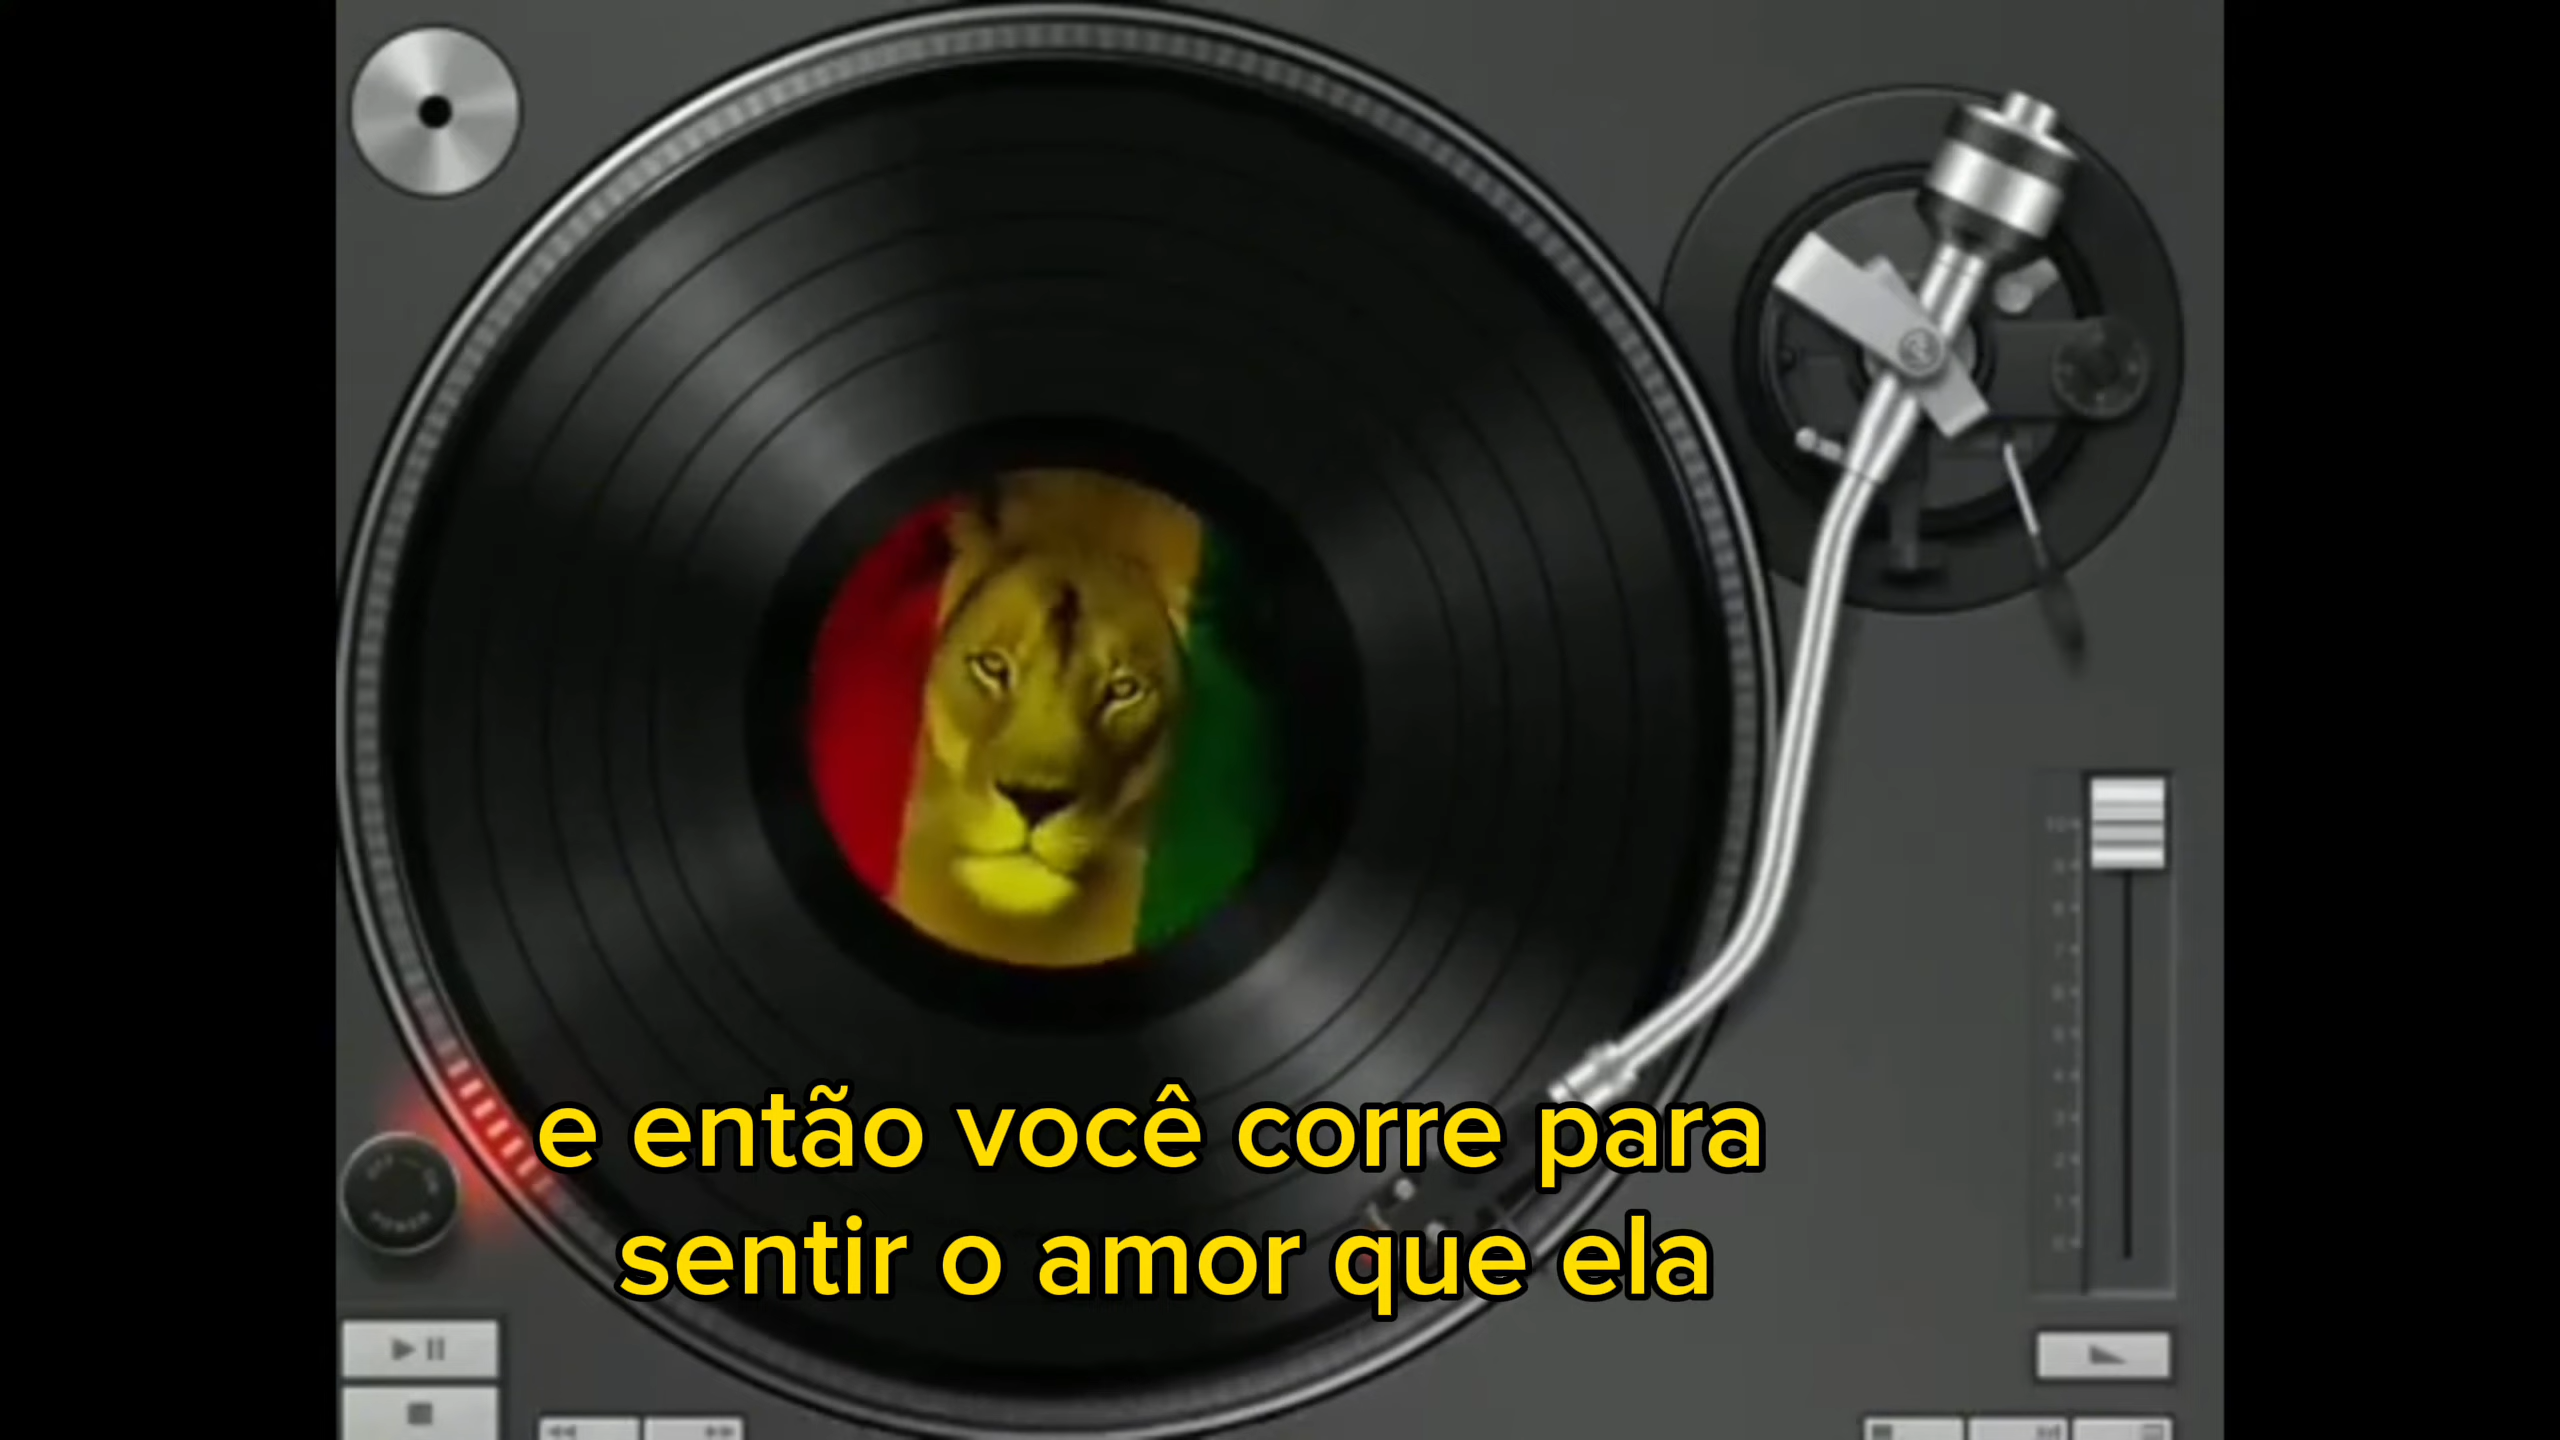 e então você corre para
sentir o amor que ela